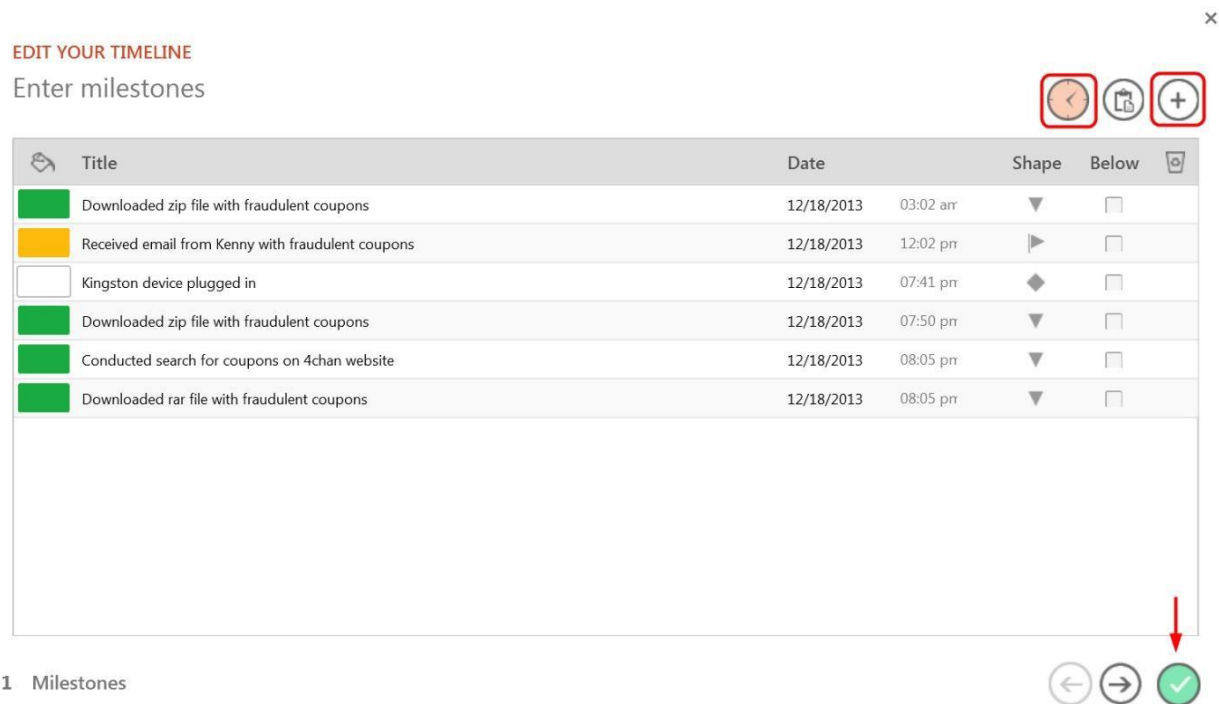 EDIT YOUR TIMELINE
Enter milestones
Title Date Shape Below
Downloaded zip file with fraudulent coupons 12/18/2013 03:02 am
Received email from Kenny with fraudulent coupons 12/18/2013 12:02 pm
Kingston device plugged in 12/18/2013 07:41 pm
Downloaded zip file with fraudulent coupons 12/18/2013 07:50 pm
Conducted search for coupons on 4chan website 12/18/2013 08:05 pm
Downloaded rar file with fraudulent coupons 12/18/2013 08:05 pm
1 Milestones